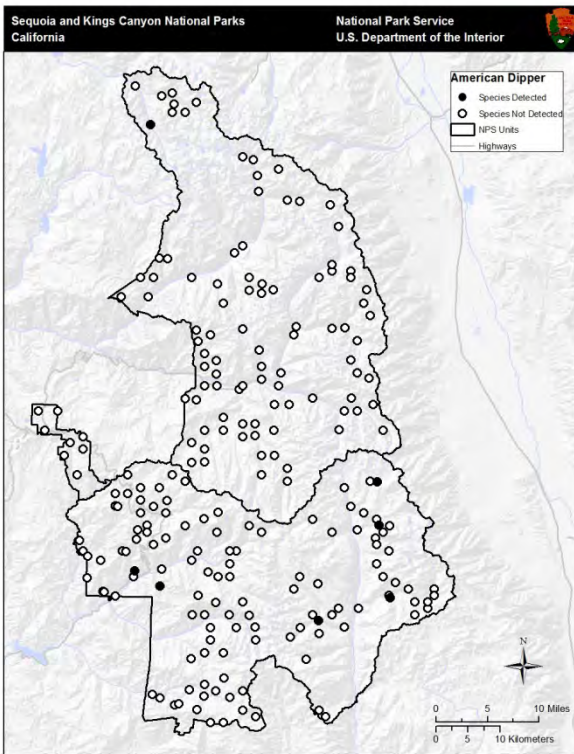 Sequoia and Kings Canyon National Parks
California
National Park Service
U.S. Department of the Interior
American Dipper
Species Detected
Species Not Detected
NPS Units
Highways
N
0 5 10 Miles
0 5 10 Kilometers